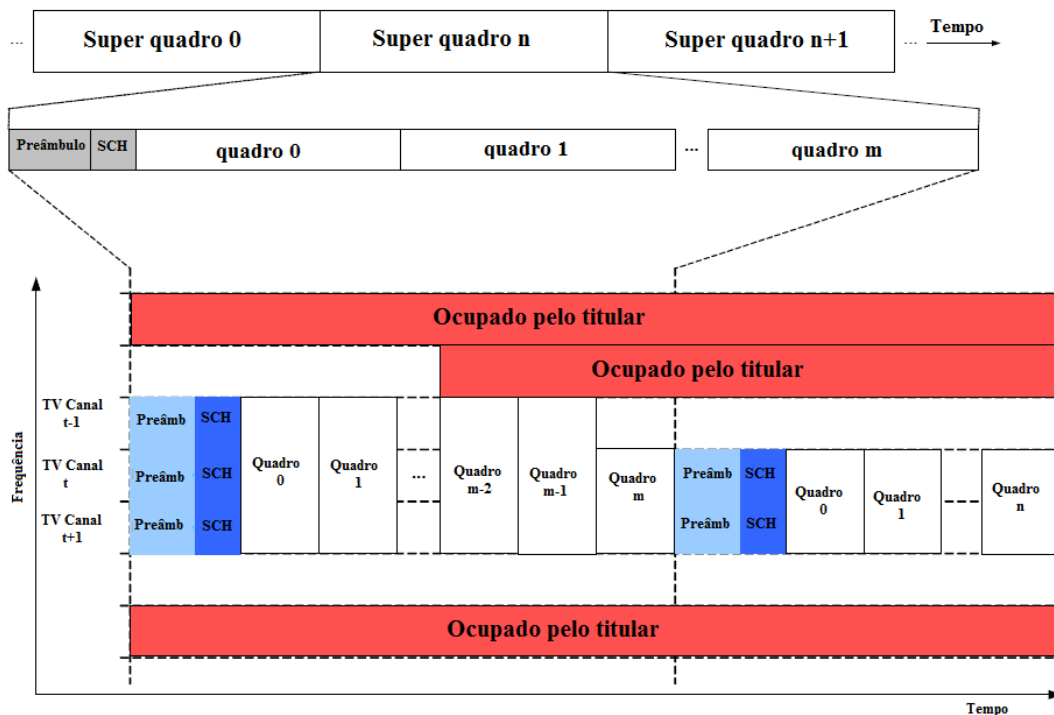 ... Super quadro 0 Super quadro n Super quadro n+1 ... Tempo
Preâmbulo SCH quadro 0 quadro 1 ... quadro m
Ocupado pelo titular
Ocupado pelo titular
TV Canal
t-1
Preâmb SCH
TV Canal
t
Preâmb SCH
TV Canal
t+1
Preâmb SCH
Quadro
0
Quadro
1
...
Quadro
m-2
Quadro
m-1
Quadro
m
Preâmb SCH
Preâmb SCH
Quadro
0
Quadro
1
Quadro
n
Frequência
Ocupado pelo titular
Tempo